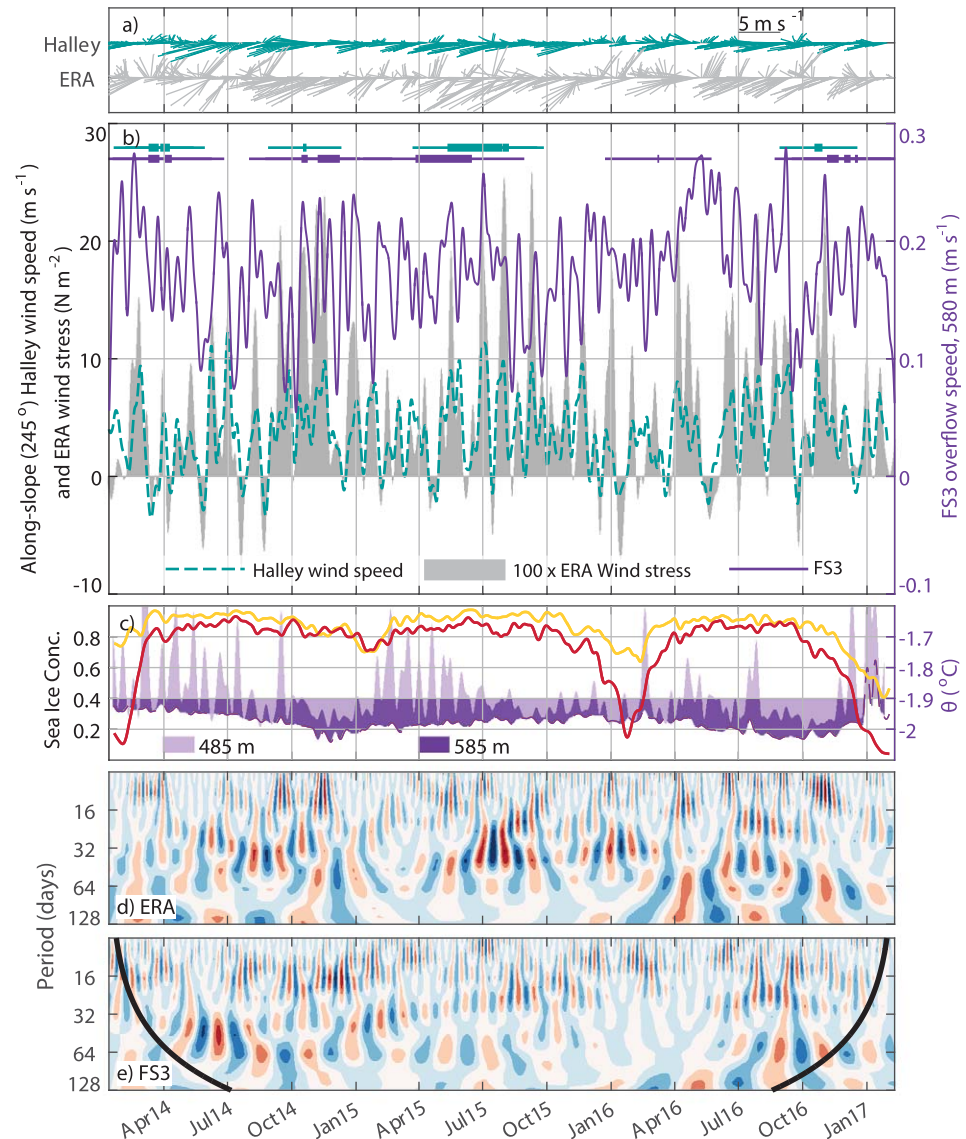 a)
5 m s⁻¹
Halley
ERA
b)
30
20
10
0
-10
Along-slope (245 °) Halley wind speed (m s⁻¹)
and ERA wind stress (N m⁻²)
0.3
0.2
0.1
0
-0.1
FS3 overflow speed, 580 m (m s⁻¹)
Halley wind speed
100 x ERA Wind stress
FS3
c)
0.8
0.6
0.4
0.2
Sea Ice Conc.
-1.7
-1.8
-1.9
-2
θ (°C)
485 m
585 m
16
32
64
128
d) ERA
Period (days)
16
32
64
128
e) FS3
Apr14
Jul14
Oct14
Jan15
Apr15
Jul15
Oct15
Jan16
Apr16
Jul16
Oct16
Jan17